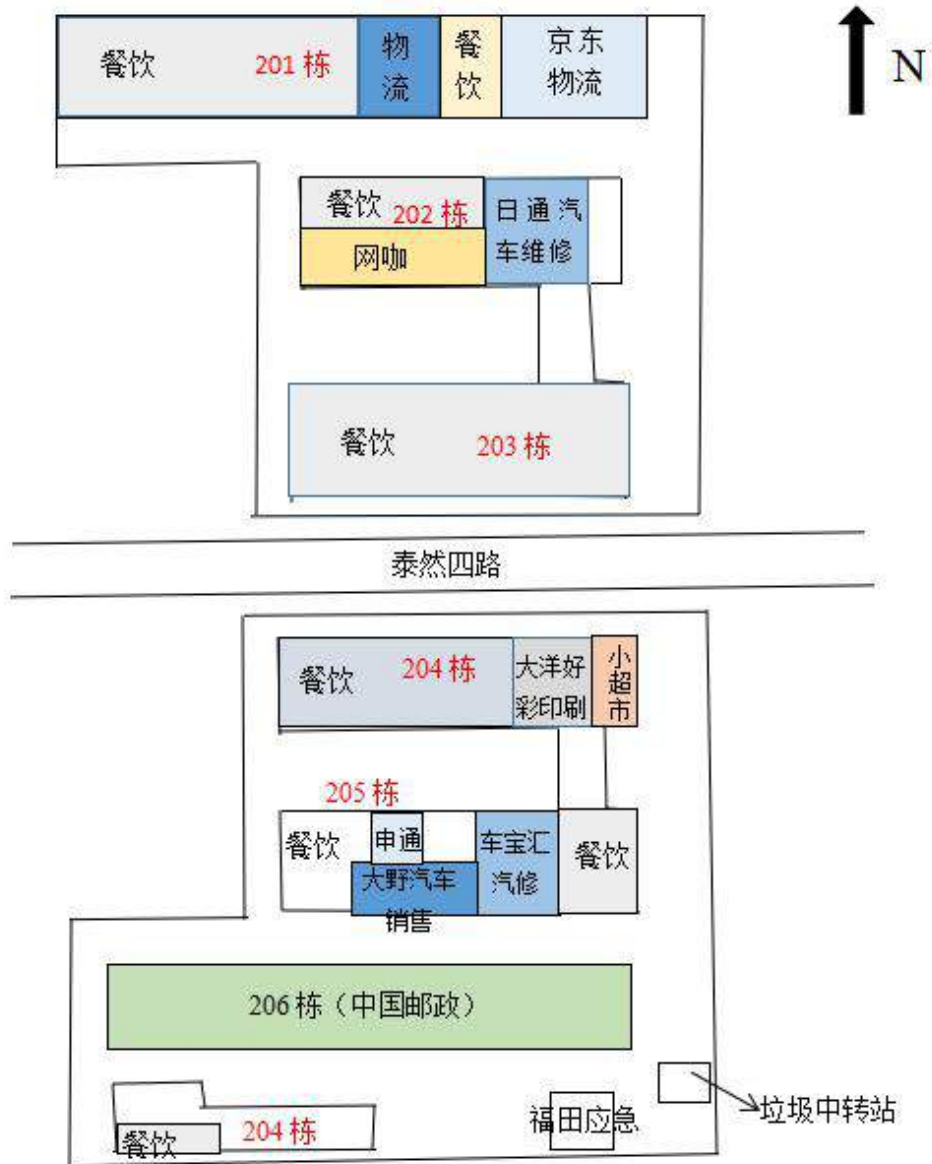 餐饮 201 栋
物
流
餐
饮
京东
物流
N
餐饮 202 栋
网咖
日通汽
车维修
餐饮 203 栋
泰然四路
餐饮 204 栋
大洋好
彩印刷
小
超
市
205 栋
餐饮
申通
大野汽车
销售
车宝汇
汽修
餐饮
206 栋（中国邮政）
餐饮
204 栋
福田应急
垃圾中转站